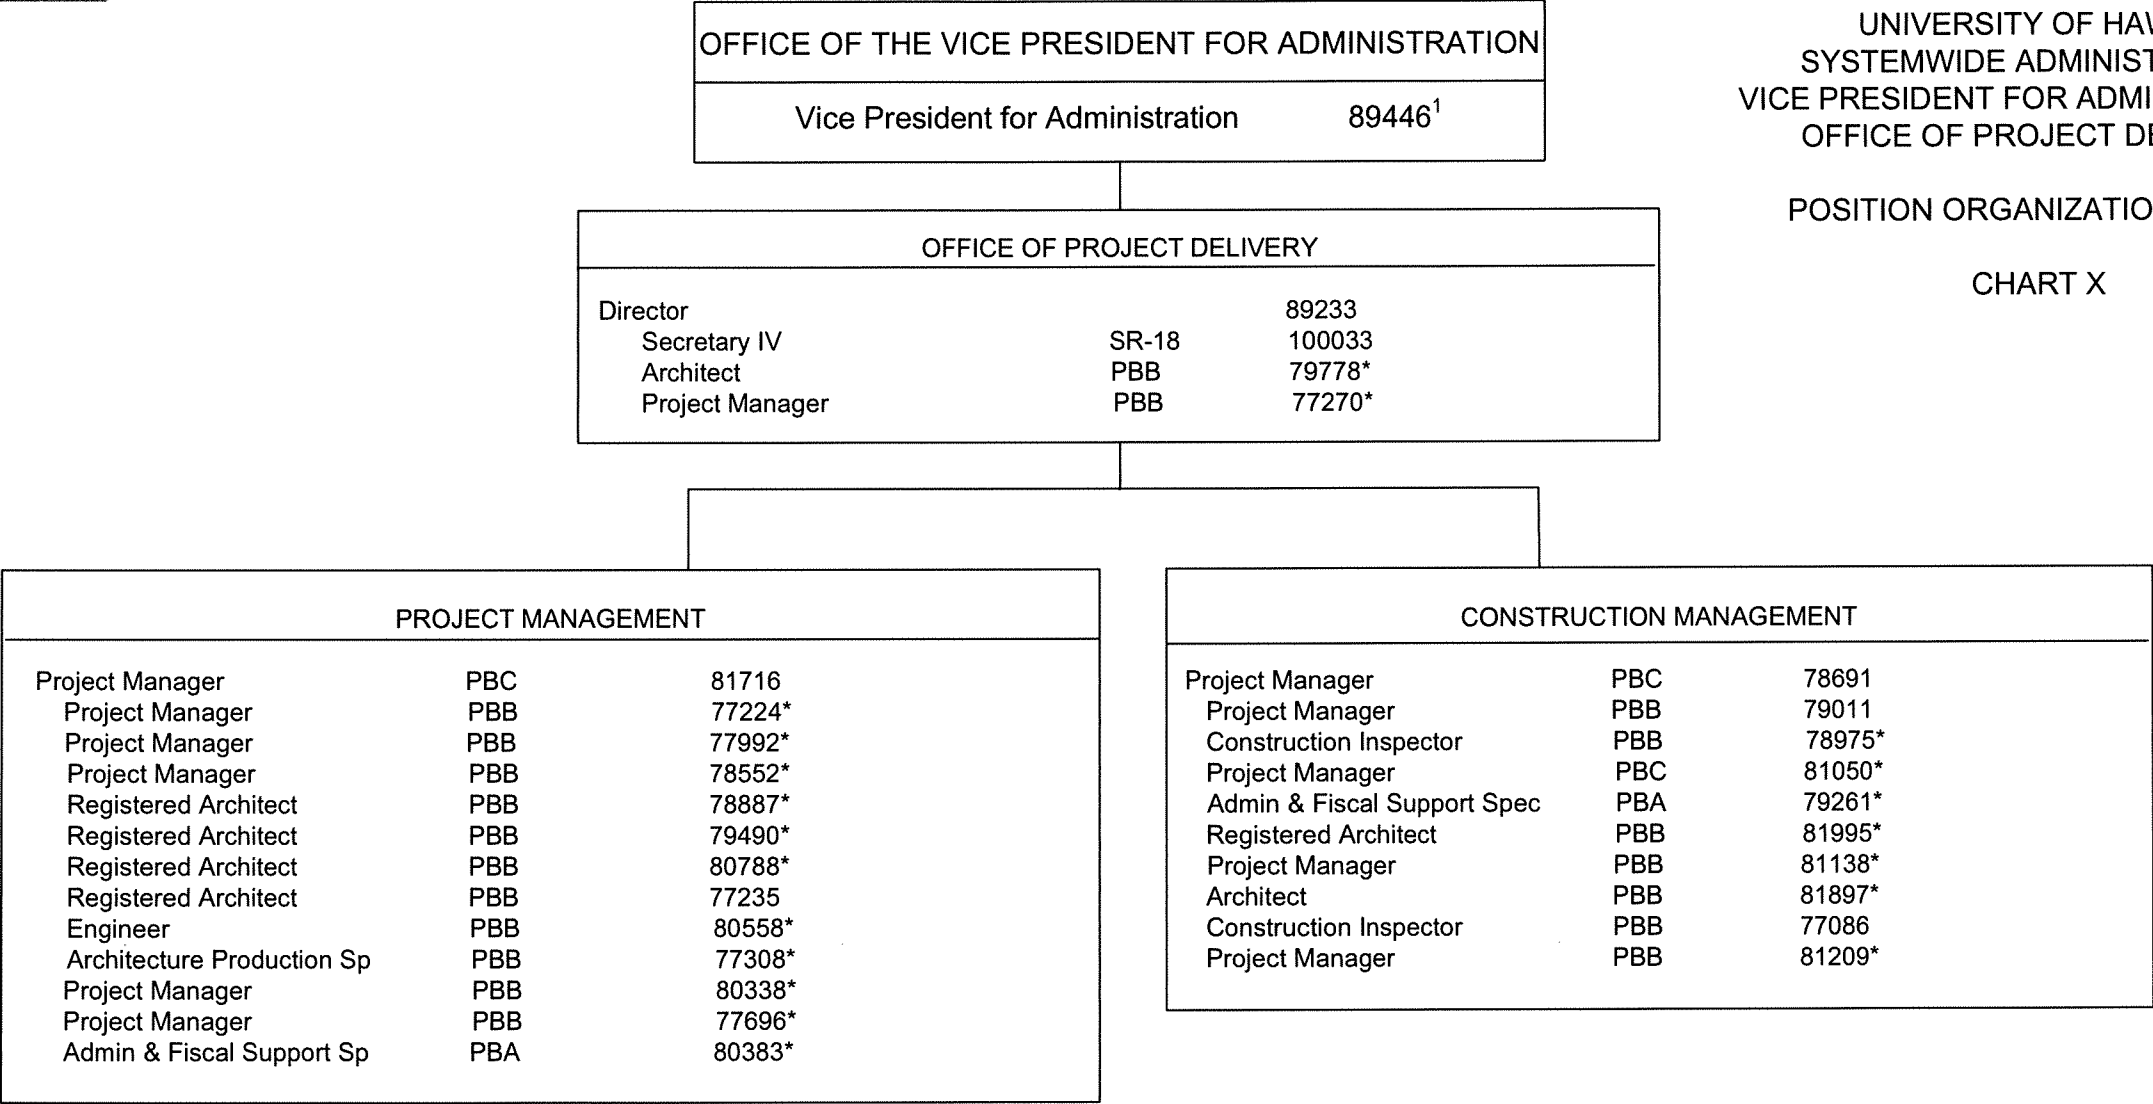 OFFICE OF THE VICE PRESIDENT FOR ADMINISTRATION
Vice President for Administration 89446¹
UNIVERSITY OF
SYSTEMWIDE
VICE PRESIDENT FOR
OFFICE OF PROJECT
POSITION
CHART X
OFFICE OF PROJECT DELIVERY
Director 89233
Secretary IV SR-18 100033
Architect PBB 79778*
Project Manager PBB 77270*
PROJECT MANAGEMENT
Project Manager PBC 81716
Project Manager PBB 77224*
Project Manager PBB 77992*
Project Manager PBB 78552*
Registered Architect PBB 78887*
Registered Architect PBB 79490*
Registered Architect PBB 80788*
Registered Architect PBB 77235
Engineer PBB 80558*
Architecture Production Sp PBB 77308*
Project Manager PBB 80338*
Project Manager PBB 77696*
Admin & Fiscal Support Sp PBA 80383*
CONSTRUCTION MANAGEMENT
Project Manager PBC 78691
Project Manager PBB 79011
Construction Inspector PBB 78975*
Project Manager PBC 81050*
Admin & Fiscal Support Spec PBA 79261*
Registered Architect PBB 81995*
Project Manager PBB 81138*
Architect PBB 81897*
Construction Inspector PBB 77086
Project Manager PBB 81209*